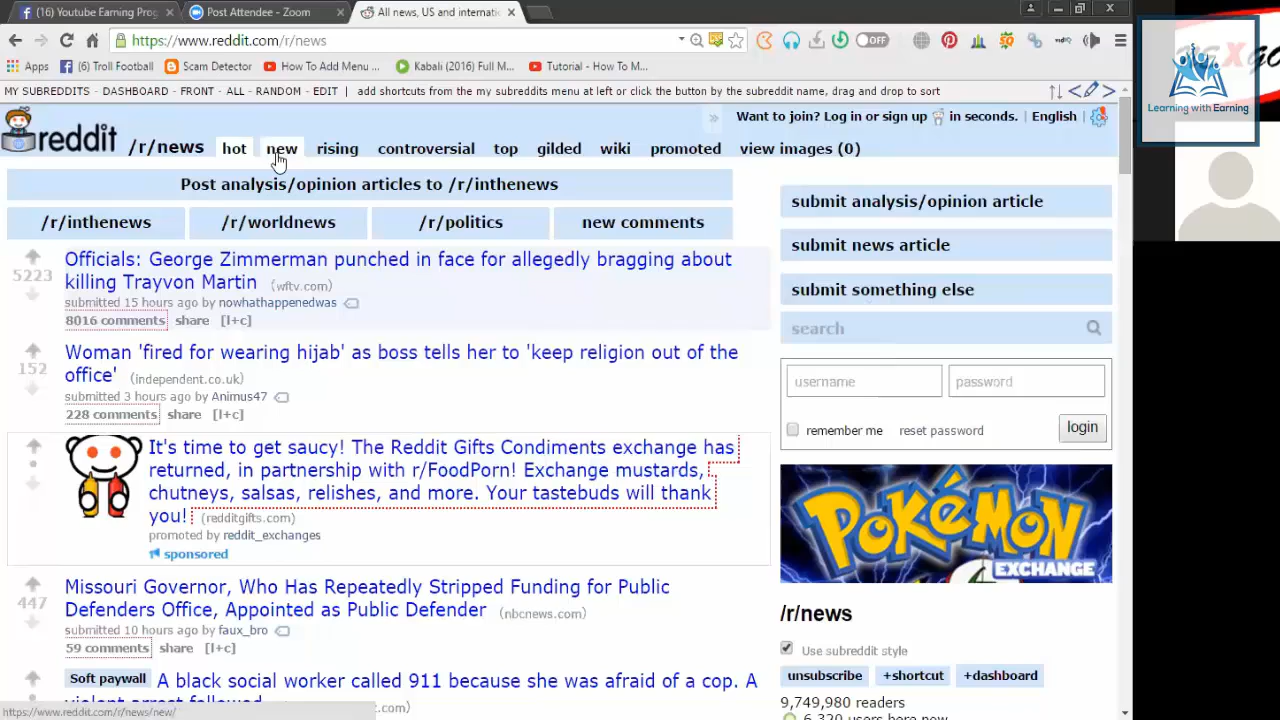 (16) Youtube Earning Prog
Post Attendee - Zoom
All news, US and internati
https://www.reddit.com/r/news
OFF
Apps
(6) Troll Football
Scam Detector
How To Add Menu ...
Kabali (2016) Full M...
Tutorial - How To M...
Learning with Earning
MY SUBREDDITS - DASHBOARD - FRONT - ALL - RANDOM - EDIT | add shortcuts from the my subreddits menu at left or click the button by the subreddit name, drag and drop to sort
Want to join? Log in or sign up in seconds. | English |
reddit /r/news hot new rising controversial top gilded wiki promoted view images (0)
Post analysis/opinion articles to /r/inthenews
/r/inthenews /r/worldnews /r/politics new comments
5223
Officials: George Zimmerman punched in face for allegedly bragging about
killing Trayvon Martin (wftv.com)
submitted 15 hours ago by nowhathappenedwas
8016 comments share [l+c]
152
Woman 'fired for wearing hijab' as boss tells her to 'keep religion out of the
office' (independent.co.uk)
submitted 3 hours ago by Animus47
228 comments share [l+c]
It's time to get saucy! The Reddit Gifts Condiments exchange has
returned, in partnership with r/FoodPorn! Exchange mustards,
chutneys, salsas, relishes, and more. Your tastebuds will thank
you! (redditgifts.com)
promoted by reddit_exchanges
sponsored
447
Missouri Governor, Who Has Repeatedly Stripped Funding for Public
Defenders Office, Appointed as Public Defender (nbcnews.com)
submitted 10 hours ago by faux_bro
59 comments share [l+c]
Soft paywall A black social worker called 911 because she was afraid of a cop. A
violent arrest followed.
https://www.reddit.com/r/news/new/
submit analysis/opinion article
submit news article
submit something else
search
username password
remember me reset password login
POKéMON
EXCHANGE
/r/news
Use subreddit style
unsubscribe +shortcut +dashboard
9,749,980 readers
6,320 users here now